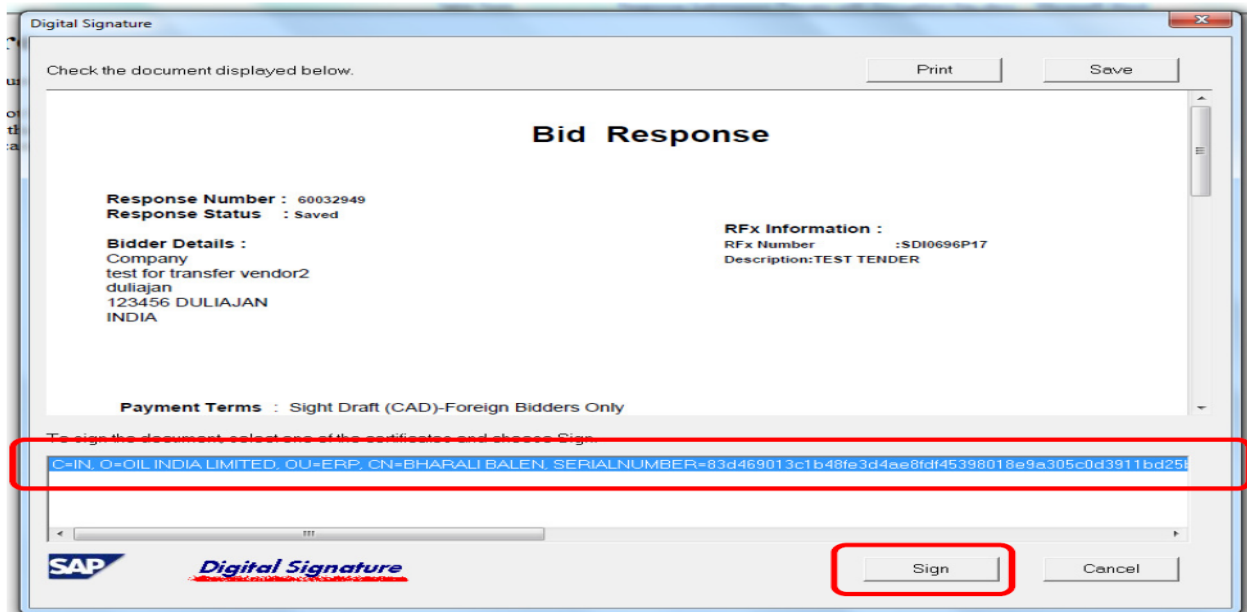 Digital Signature
Check the document displayed below.
Print
Save
Bid Response
Response Number : 60032949
Response Status : Saved
Bidder Details :
Company
test for transfer vendor2
duliajan
123456 DULIAJAN
INDIA
RFx Information :
RFx Number :SDI0696P17
Description:TEST TENDER
Payment Terms : Sight Draft (CAD)-Foreign Bidders Only
To sign the document, select one of the certificates and choose Sign.
C=IN, O=OIL INDIA LIMITED, OU=ERP, CN=BHARALI BALEN, SERIALNUMBER=83d469013c1b48fe3d4ae8fdf45398018e9a305c0d3911bd25
SAP
Digital Signature
Sign
Cancel